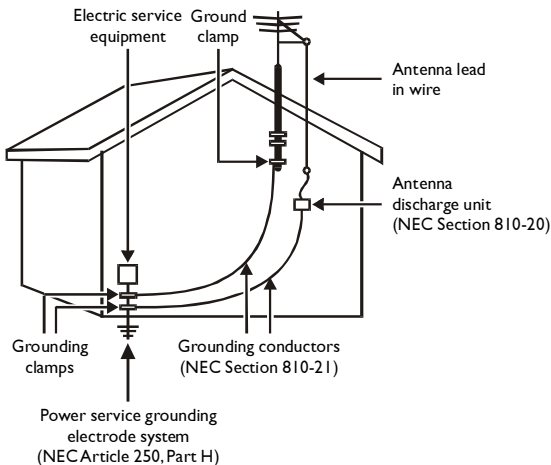 Electric service
equipment
Ground
clamp
Antenna lead
in wire
Antenna
discharge unit
(NEC Section 810-20)
Grounding
clamps
Grounding conductors
(NEC Section 810-21)
Power service grounding
electrode system
(NEC Article 250, Part H)